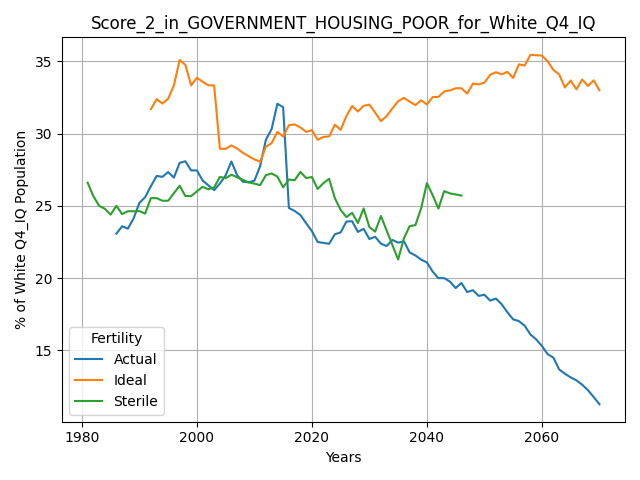 Score_2_in_GOVERNMENT_HOUSING_POOR_for_White_Q4_IQ
% of White Q4_IQ Population
35
30
25
20
15
Fertility
Actual
Ideal
Sterile
1980 2000 2020 2040 2060
Years